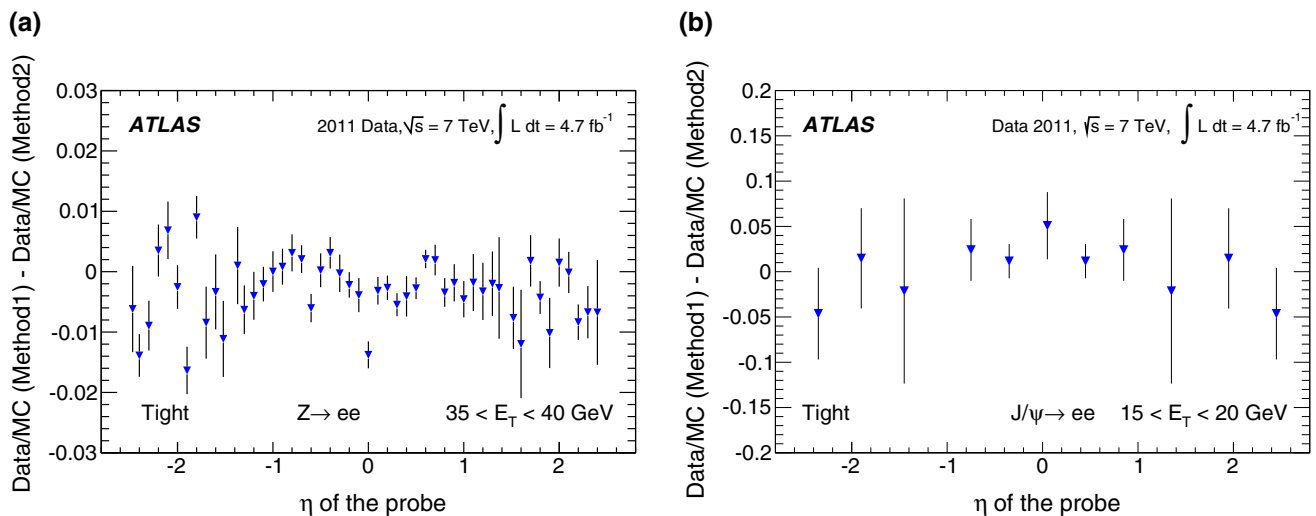 (a)
Data/MC (Method1) - Data/MC (Method2)
0.03
0.02
0.01
0
-0.01
-0.02
-0.03
ATLAS
2011 Data,√s = 7 TeV,∫ L dt = 4.7 fb⁻¹
Tight
Z→ ee
35 < E_T < 40 GeV
-2 -1 0 1 2
η of the probe
(b)
Data/MC (Method1) - Data/MC (Method2)
0.2
0.15
0.1
0.05
0
-0.05
-0.1
-0.15
-0.2
ATLAS
Data 2011, √s = 7 TeV, ∫ L dt = 4.7 fb⁻¹
Tight
J/ψ→ ee
15 < E_T < 20 GeV
-2 -1 0 1 2
η of the probe